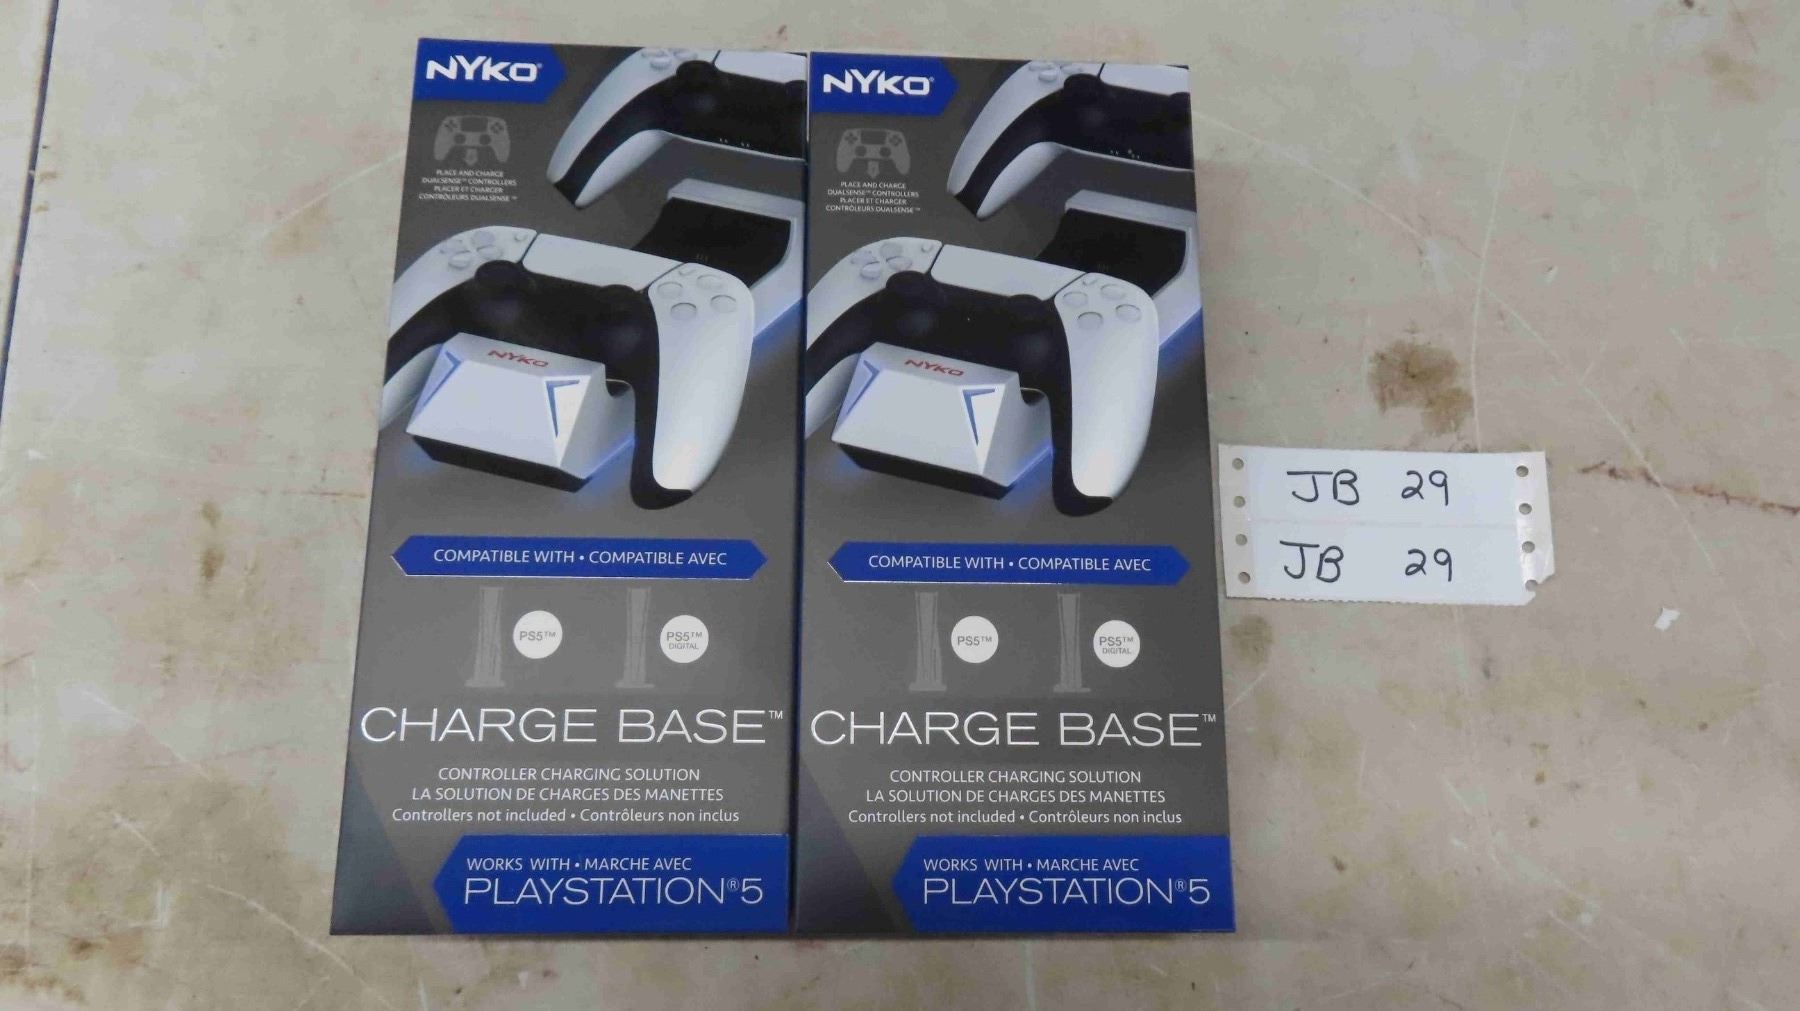 NYKO®
PLACE AND CHARGE
DUALSENSE™ CONTROLLERS
PLACER ET CHARGER
CONTRÔLEURS DUALSENSE™
NYKO
COMPATIBLE WITH • COMPATIBLE AVEC
PS5™
PS5™
DIGITAL
CHARGE BASE™
CONTROLLER CHARGING SOLUTION
LA SOLUTION DE CHARGES DES MANETTES
Controllers not included • Contrôleurs non inclus
WORKS WITH • MARCHE AVEC
PLAYSTATION®5
NYKO®
PLACE AND CHARGE
DUALSENSE™ CONTROLLERS
PLACER ET CHARGER
CONTRÔLEURS DUALSENSE™
NYKO
COMPATIBLE WITH • COMPATIBLE AVEC
PS5™
PS5™
DIGITAL
CHARGE BASE™
CONTROLLER CHARGING SOLUTION
LA SOLUTION DE CHARGES DES MANETTES
Controllers not included • Contrôleurs non inclus
WORKS WITH • MARCHE AVEC
PLAYSTATION®5
JB 29
JB 29